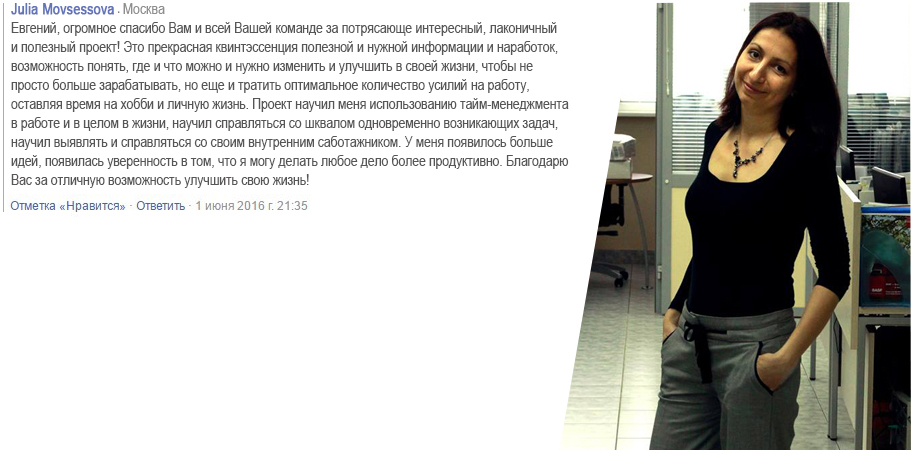 Julia Movsessova · Москва
Евгений, огромное спасибо Вам и всей Вашей команде за потрясающе интересный, лаконичный
и полезный проект! Это прекрасная квинтэссенция полезной и нужной информации и наработок,
возможность понять, где и что можно и нужно изменить и улучшить в своей жизни, чтобы не
просто больше зарабатывать, но еще и тратить оптимальное количество усилий на работу,
оставляя время на хобби и личную жизнь. Проект научил меня использованию тайм-менеджмента
в работе и в целом в жизни, научил справляться со шквалом одновременно возникающих задач,
научил выявлять и справляться со своим внутренним саботажником. У меня появилось больше
идей, появилась уверенность в том, что я могу делать любое дело более продуктивно. Благодарю
Вас за отличную возможность улучшить свою жизнь!
Отметка «Нравится» · Ответить · 1 июня 2016 г. 21:35